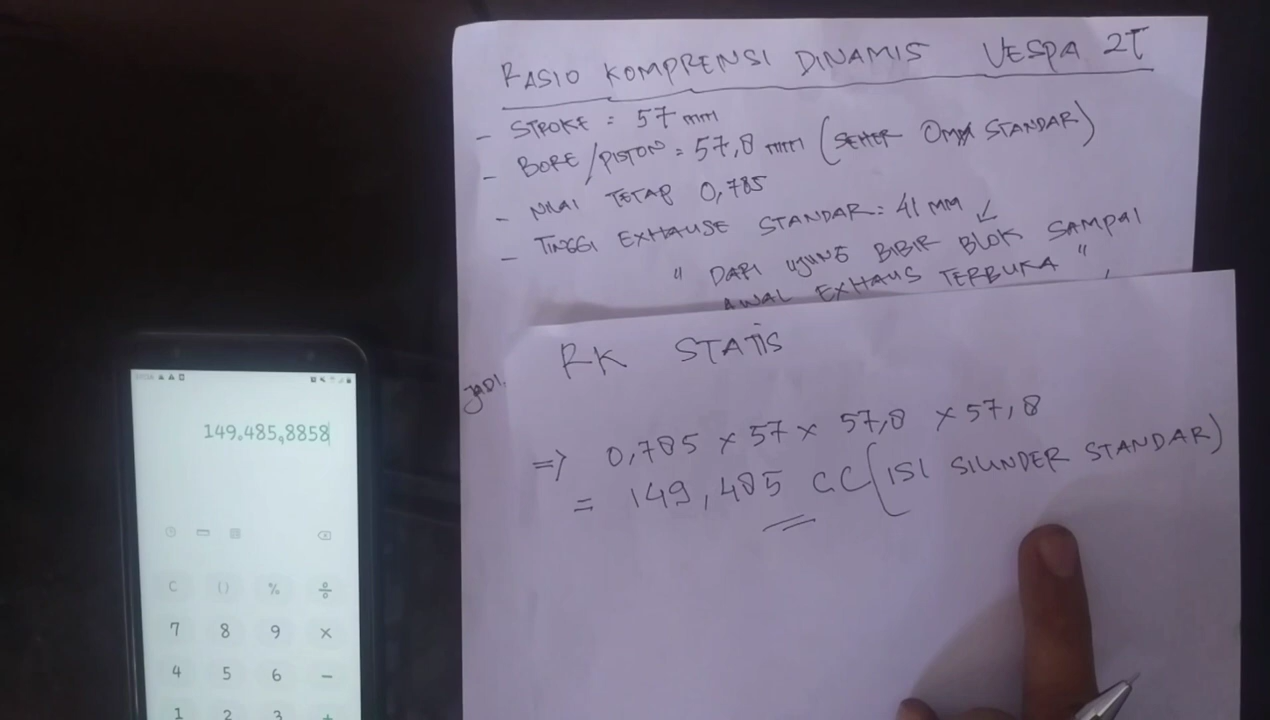 RASIO KOMPRENSI DINAMIS VESPA 2T
- STROKE = 57 mm
- BORE/PISTON = 57,8 mm (SEHER STANDAR)
- NILAI TETAP 0,785
- TINGGI EXHAUSE STANDAR = 41 MM
" DARI UJUNG BIBIR BLOK SAMPAI
AWAL EXHAUS TERBUKA "
JADI.
RK STATIS
=> 0,785 x 57 x 57,8 x 57,8
= 149,485 CC (ISI SILINDER STANDAR)
149.485,8858
C () % ÷
7 8 9 ×
4 5 6 −
1 2 3 +